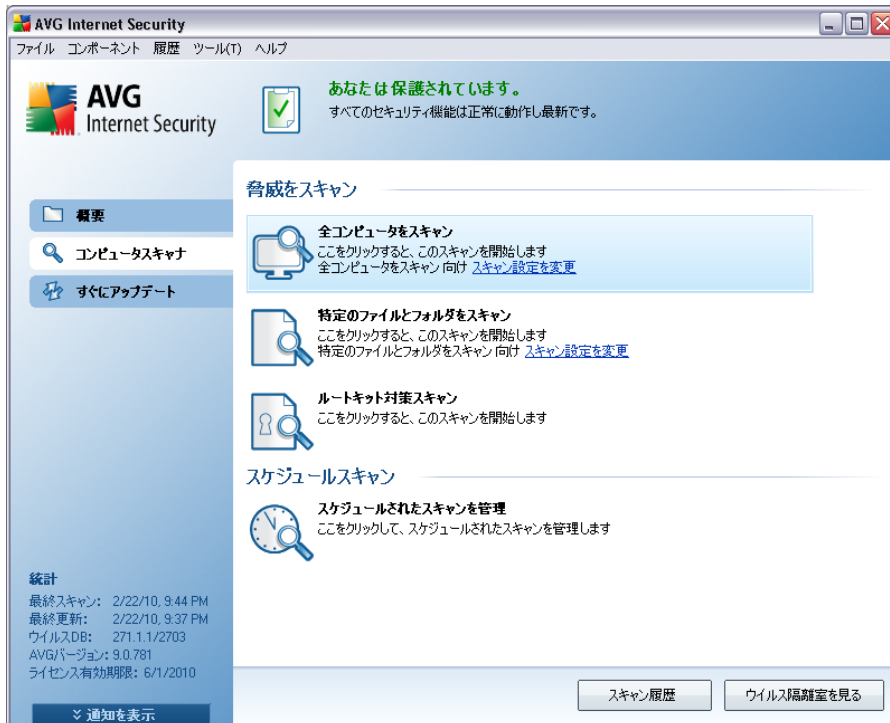 AVG Internet Security
ファイル コンポーネント 履歴 ツール(T) ヘルプ
AVG
Internet Security
あなたは保護されています。
すべてのセキュリティ機能は正常に動作し最新です。
概要
コンピュータスキャナ
すぐにアップデート
脅威をスキャン
全コンピュータをスキャン
ここをクリックすると、このスキャンを開始します
全コンピュータをスキャン 向け スキャン設定を変更
特定のファイルとフォルダをスキャン
ここをクリックすると、このスキャンを開始します
特定のファイルとフォルダをスキャン 向け スキャン設定を変更
ルートキット対策スキャン
ここをクリックすると、このスキャンを開始します
スケジュールスキャン
スケジュールされたスキャンを管理
ここをクリックして、スケジュールされたスキャンを管理します
統計
最終スキャン: 2/22/10, 9:44 PM
最終更新: 2/22/10, 9:37 PM
ウイルスDB: 271.1.1/2703
AVGバージョン: 9.0.781
ライセンス有効期限: 6/1/2010
通知を表示
スキャン履歴
ウイルス隔離室を見る